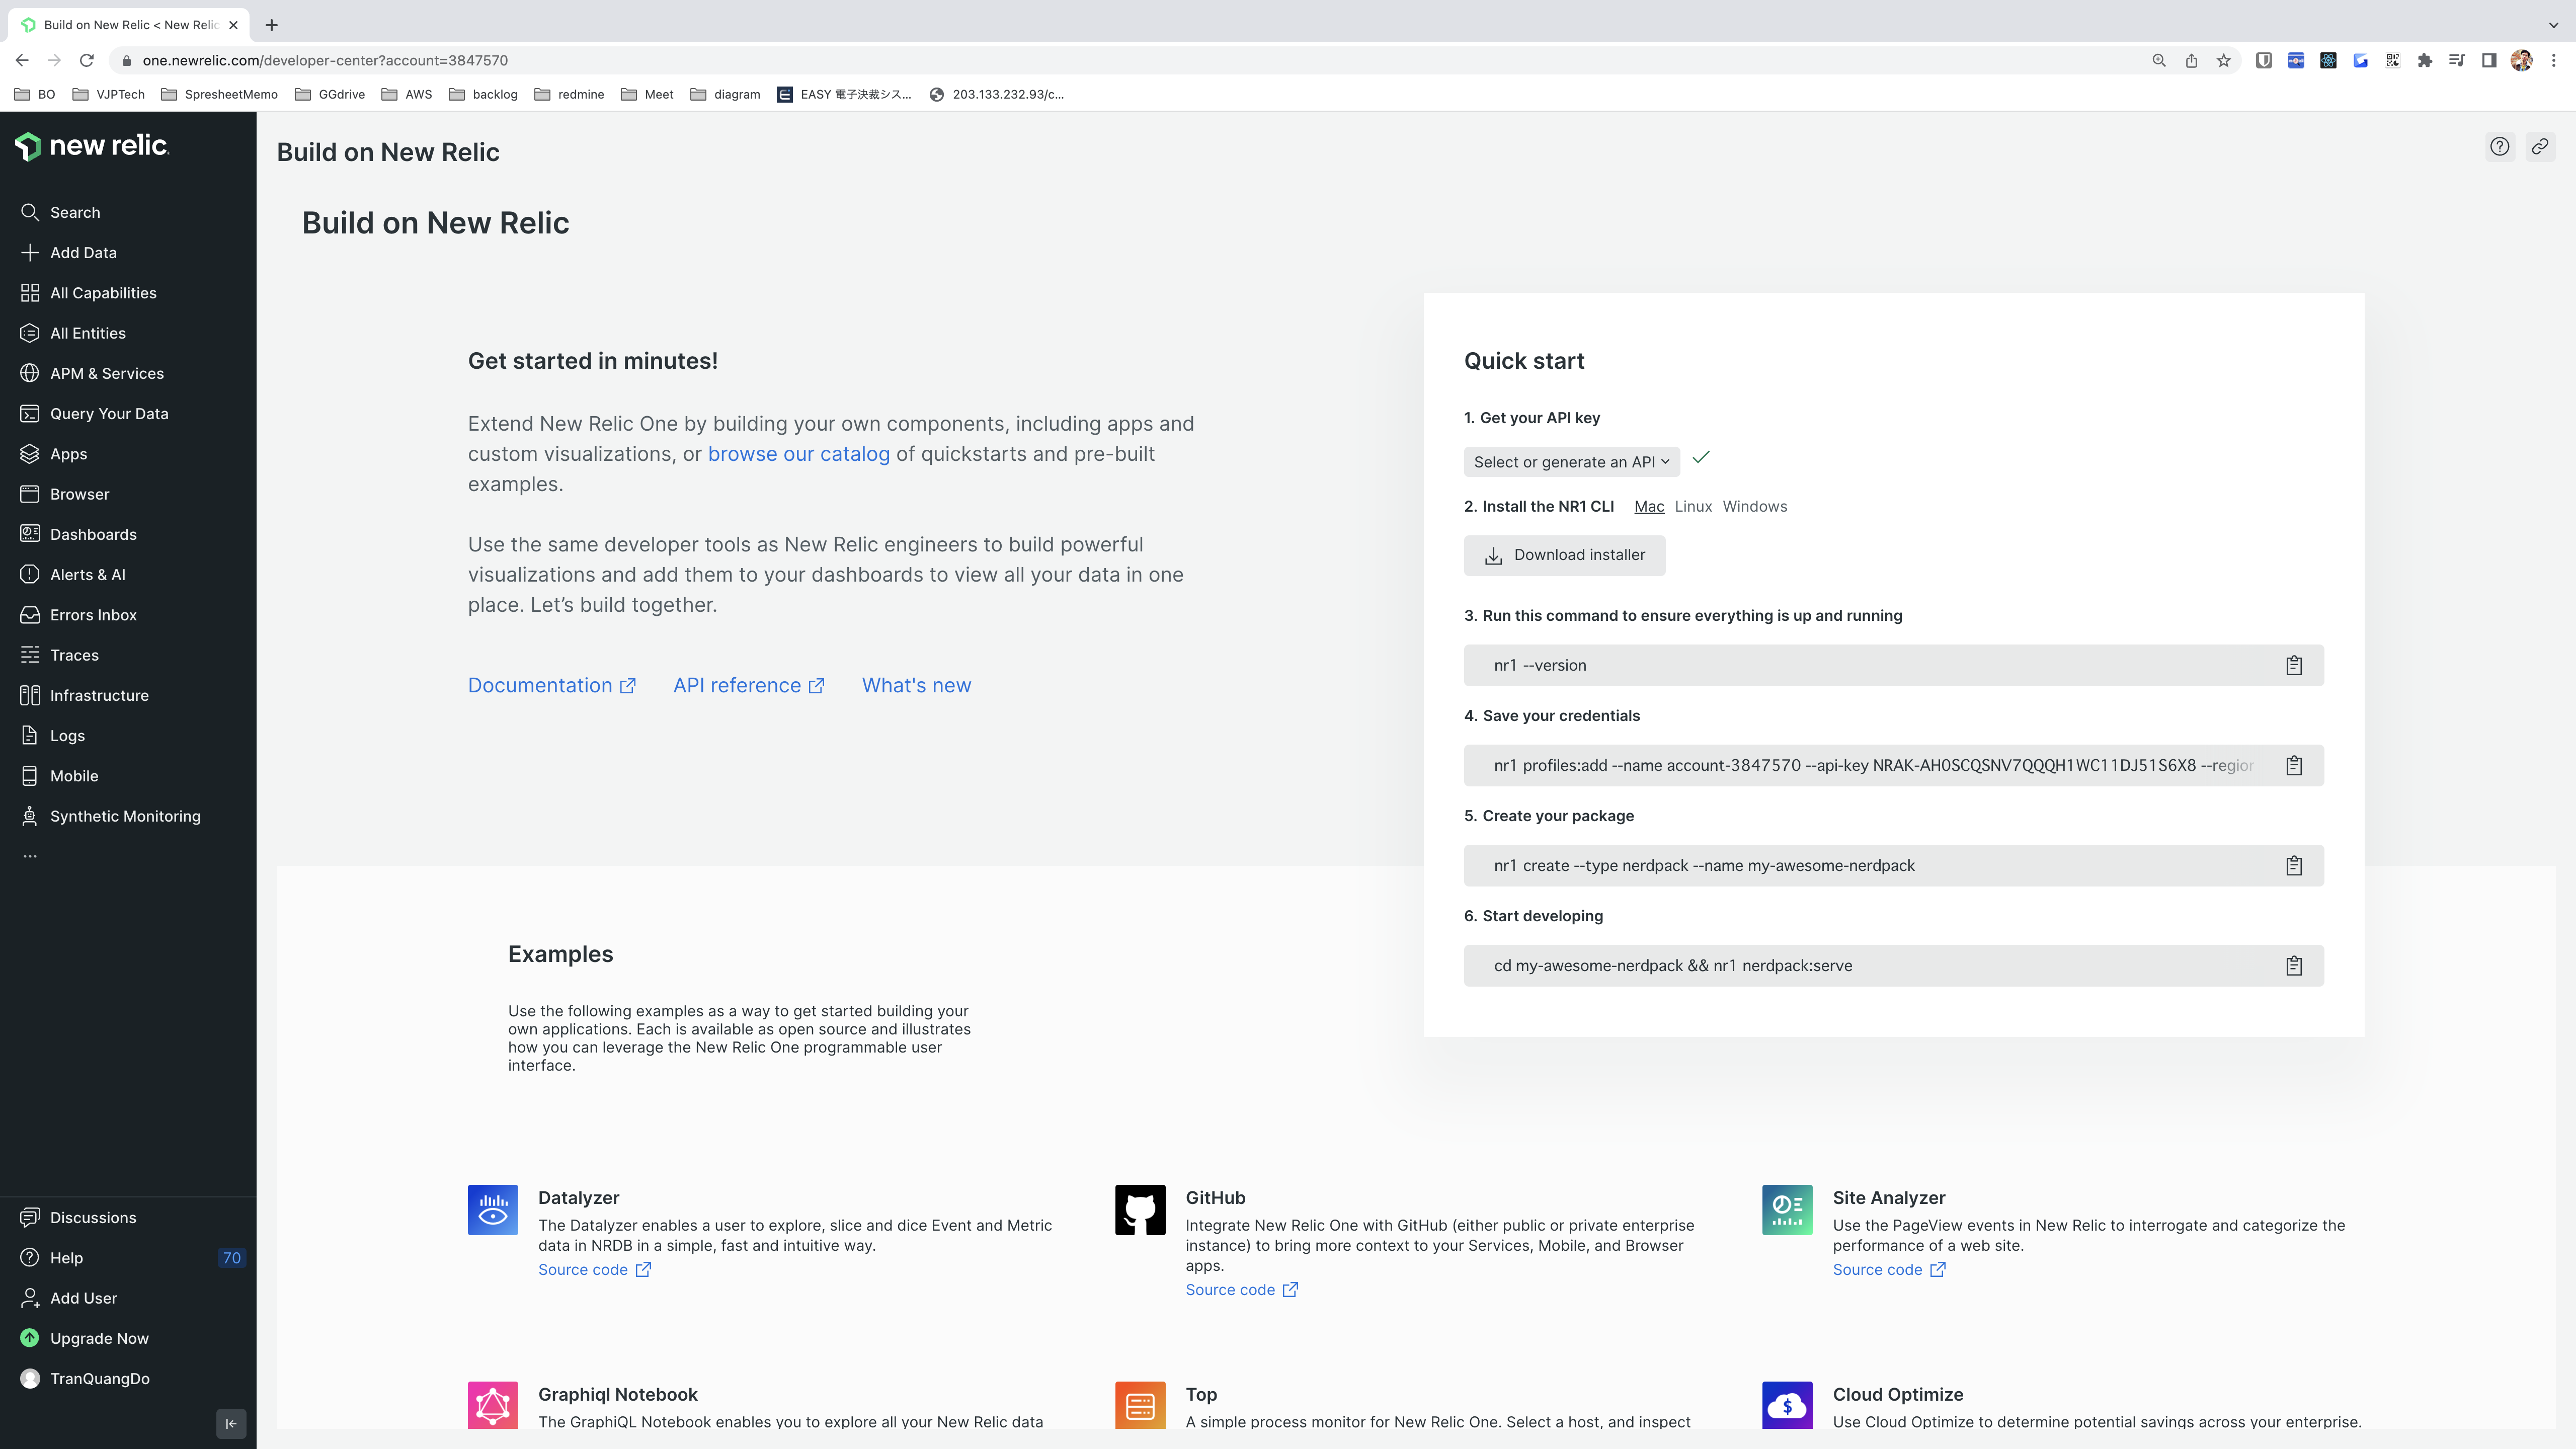 Build on New Relic < New Relic
one.newrelic.com/developer-center?account=3847570
BO VJPTech SpresheetMemo GGdrive AWS backlog redmine Meet diagram EASY 電子決裁シス... 203.133.232.93/c...
new relic.
Search
Add Data
All Capabilities
All Entities
APM & Services
Query Your Data
Apps
Browser
Dashboards
Alerts & AI
Errors Inbox
Traces
Infrastructure
Logs
Mobile
Synthetic Monitoring
...
Discussions
Help 70
Add User
Upgrade Now
TranQuangDo
Build on New Relic
Build on New Relic
Get started in minutes!
Extend New Relic One by building your own components, including apps and
custom visualizations, or browse our catalog of quickstarts and pre-built
examples.
Use the same developer tools as New Relic engineers to build powerful
visualizations and add them to your dashboards to view all your data in one
place. Let’s build together.
Documentation API reference What's new
Quick start
1. Get your API key
Select or generate an API
2. Install the NR1 CLI Mac Linux Windows
Download installer
3. Run this command to ensure everything is up and running
nr1 --version
4. Save your credentials
nr1 profiles:add --name account-3847570 --api-key NRAK-AH0SCQSNV7QQQH1WC11DJ51S6X8 --region
5. Create your package
nr1 create --type nerdpack --name my-awesome-nerdpack
6. Start developing
cd my-awesome-nerdpack && nr1 nerdpack:serve
Examples
Use the following examples as a way to get started building your
own applications. Each is available as open source and illustrates
how you can leverage the New Relic One programmable user
interface.
Datalyzer
The Datalyzer enables a user to explore, slice and dice Event and Metric
data in NRDB in a simple, fast and intuitive way.
Source code
GitHub
Integrate New Relic One with GitHub (either public or private enterprise
instance) to bring more context to your Services, Mobile, and Browser
apps.
Source code
Site Analyzer
Use the PageView events in New Relic to interrogate and categorize the
performance of a web site.
Source code
Graphiql Notebook
The GraphiQL Notebook enables you to explore all your New Relic data
Top
A simple process monitor for New Relic One. Select a host, and inspect
Cloud Optimize
Use Cloud Optimize to determine potential savings across your enterprise.